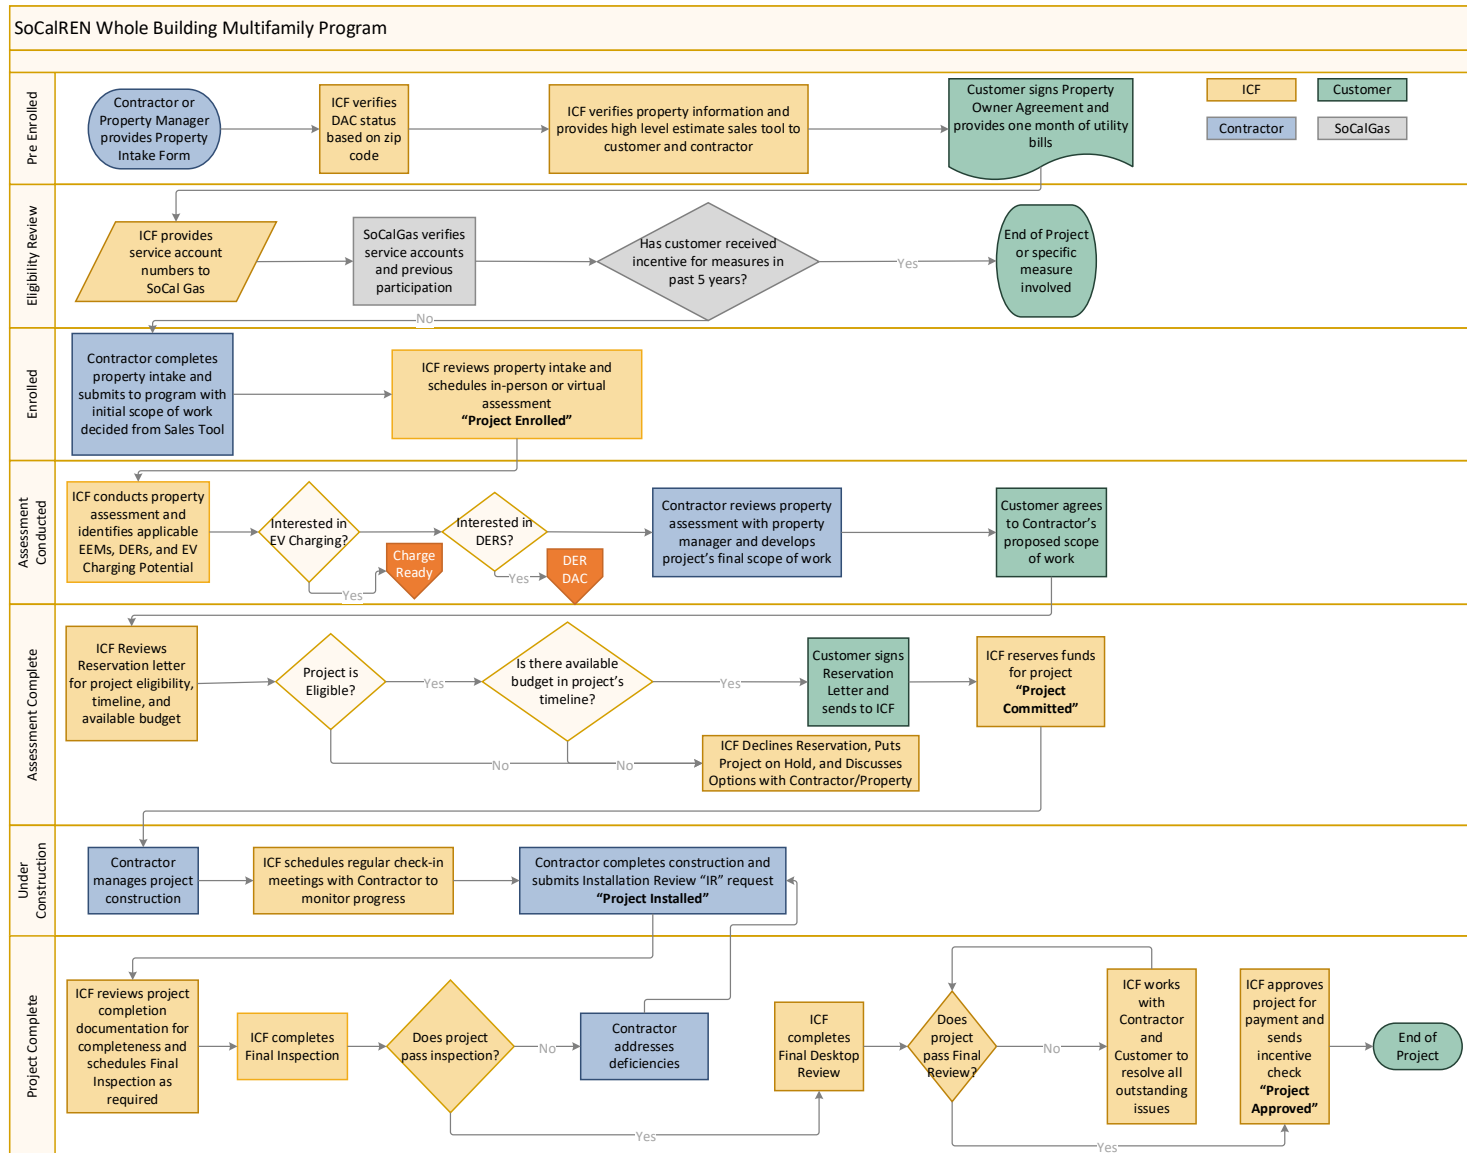 SoCalREN Whole Building Multifamily Program
Pre Enrolled
Contractor or
Property Manager
provides Property
Intake Form
ICF verifies
DAC status
based on zip
code
ICF verifies property information and
provides high level estimate sales tool to
customer and contractor
Customer signs Property
Owner Agreement and
provides one month of utility
bills
ICF
Customer
Contractor
SoCalGas
Eligibility Review
ICF provides
service account
numbers to
SoCal Gas
SoCalGas verifies
service accounts
and previous
participation
Has customer received
incentive for measures in
past 5 years?
Yes
End of Project
or specific
measure
involved
No
Enrolled
Contractor completes
property intake and
submits to program with
initial scope of work
decided from Sales Tool
ICF reviews property intake and
schedules in-person or virtual
assessment
“Project Enrolled”
Assessment
Conducted
ICF conducts property
assessment and
identifies applicable
EEMs, DERs, and EV
Charging Potential
Interested in
EV Charging?
Yes
Charge
Ready
Interested in
DERS?
Yes
DER
DAC
Contractor reviews property
assessment with property
manager and develops
project’s final scope of work
Customer agrees
to Contractor’s
proposed scope
of work
Assessment Complete
ICF Reviews
Reservation letter
for project eligibility,
timeline, and
available budget
Project is
Eligible?
Yes
Is there available
budget in project’s
timeline?
Yes
Customer signs
Reservation
Letter and
sends to ICF
ICF reserves funds
for project
“Project
Committed”
No
No
ICF Declines Reservation, Puts
Project on Hold, and Discusses
Options with Contractor/Property
Under
Construction
Contractor
manages project
construction
ICF schedules regular check-in
meetings with Contractor to
monitor progress
Contractor completes construction and
submits Installation Review “IR” request
“Project Installed”
Project Complete
ICF reviews project
completion
documentation for
completeness and
schedules Final
Inspection as
required
ICF completes
Final Inspection
Does project
pass inspection?
No
Contractor
addresses
deficiencies
Yes
ICF
completes
Final Desktop
Review
Does
project
pass Final
Review?
No
ICF works
with
Contractor
and
Customer to
resolve all
outstanding
issues
Yes
ICF approves
project for
payment and
sends
incentive
check
“Project
Approved”
End of
Project